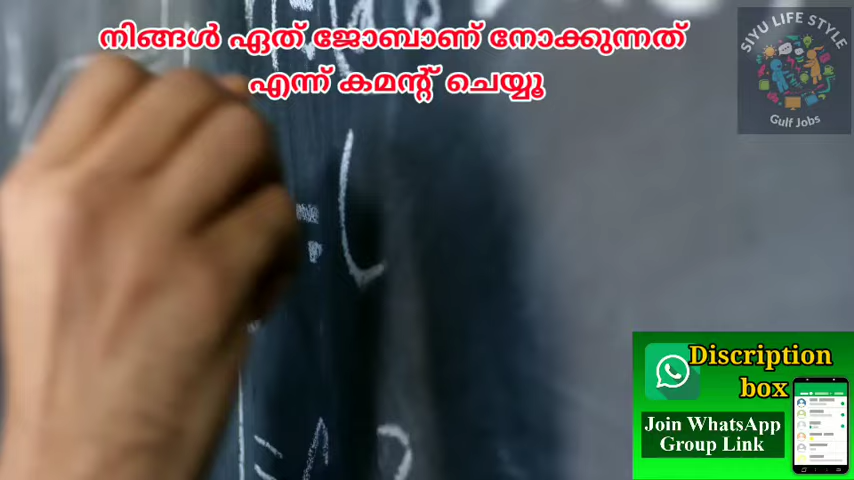 നിങ്ങൾ ഏത് ജോബാണ് നോക്കുന്നത്
എന്ന് കമന്റ് ചെയ്യൂ
SIYU LIFE STYLE
Gulf Jobs
Discription
box
Join WhatsApp
Group Link